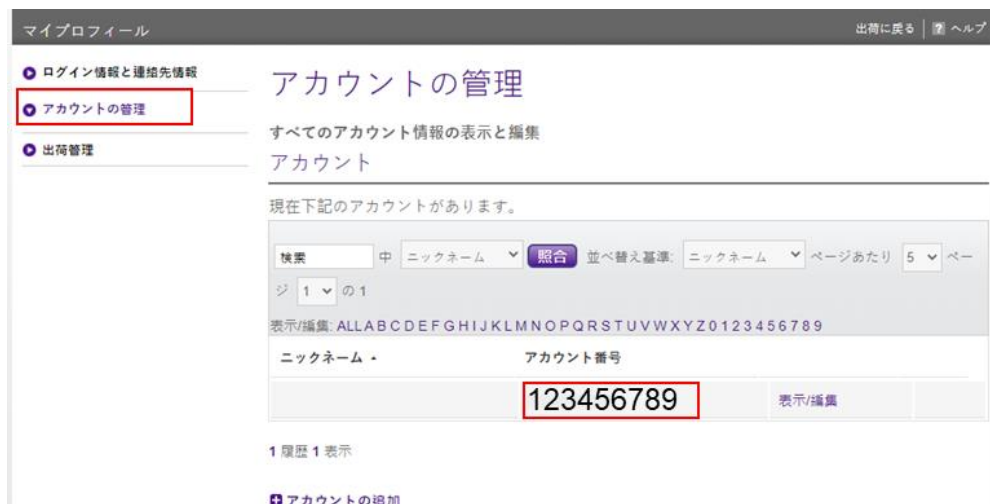 マイプロフィール
出荷に戻る | ? ヘルプ
ログイン情報と連絡先情報
アカウントの管理
出荷管理
アカウントの管理
すべてのアカウント情報の表示と編集
アカウント
現在下記のアカウントがあります。
検索 中 ニックネーム 照合 並べ替え基準: ニックネーム ページあたり 5 ペー
ジ 1 の 1
表示/編集: ALL A B C D E F G H I J K L M N O P Q R S T U V W X Y Z 0 1 2 3 4 5 6 7 8 9
ニックネーム アカウント番号
123456789 表示/編集
1 履歴 1 表示
アカウントの追加